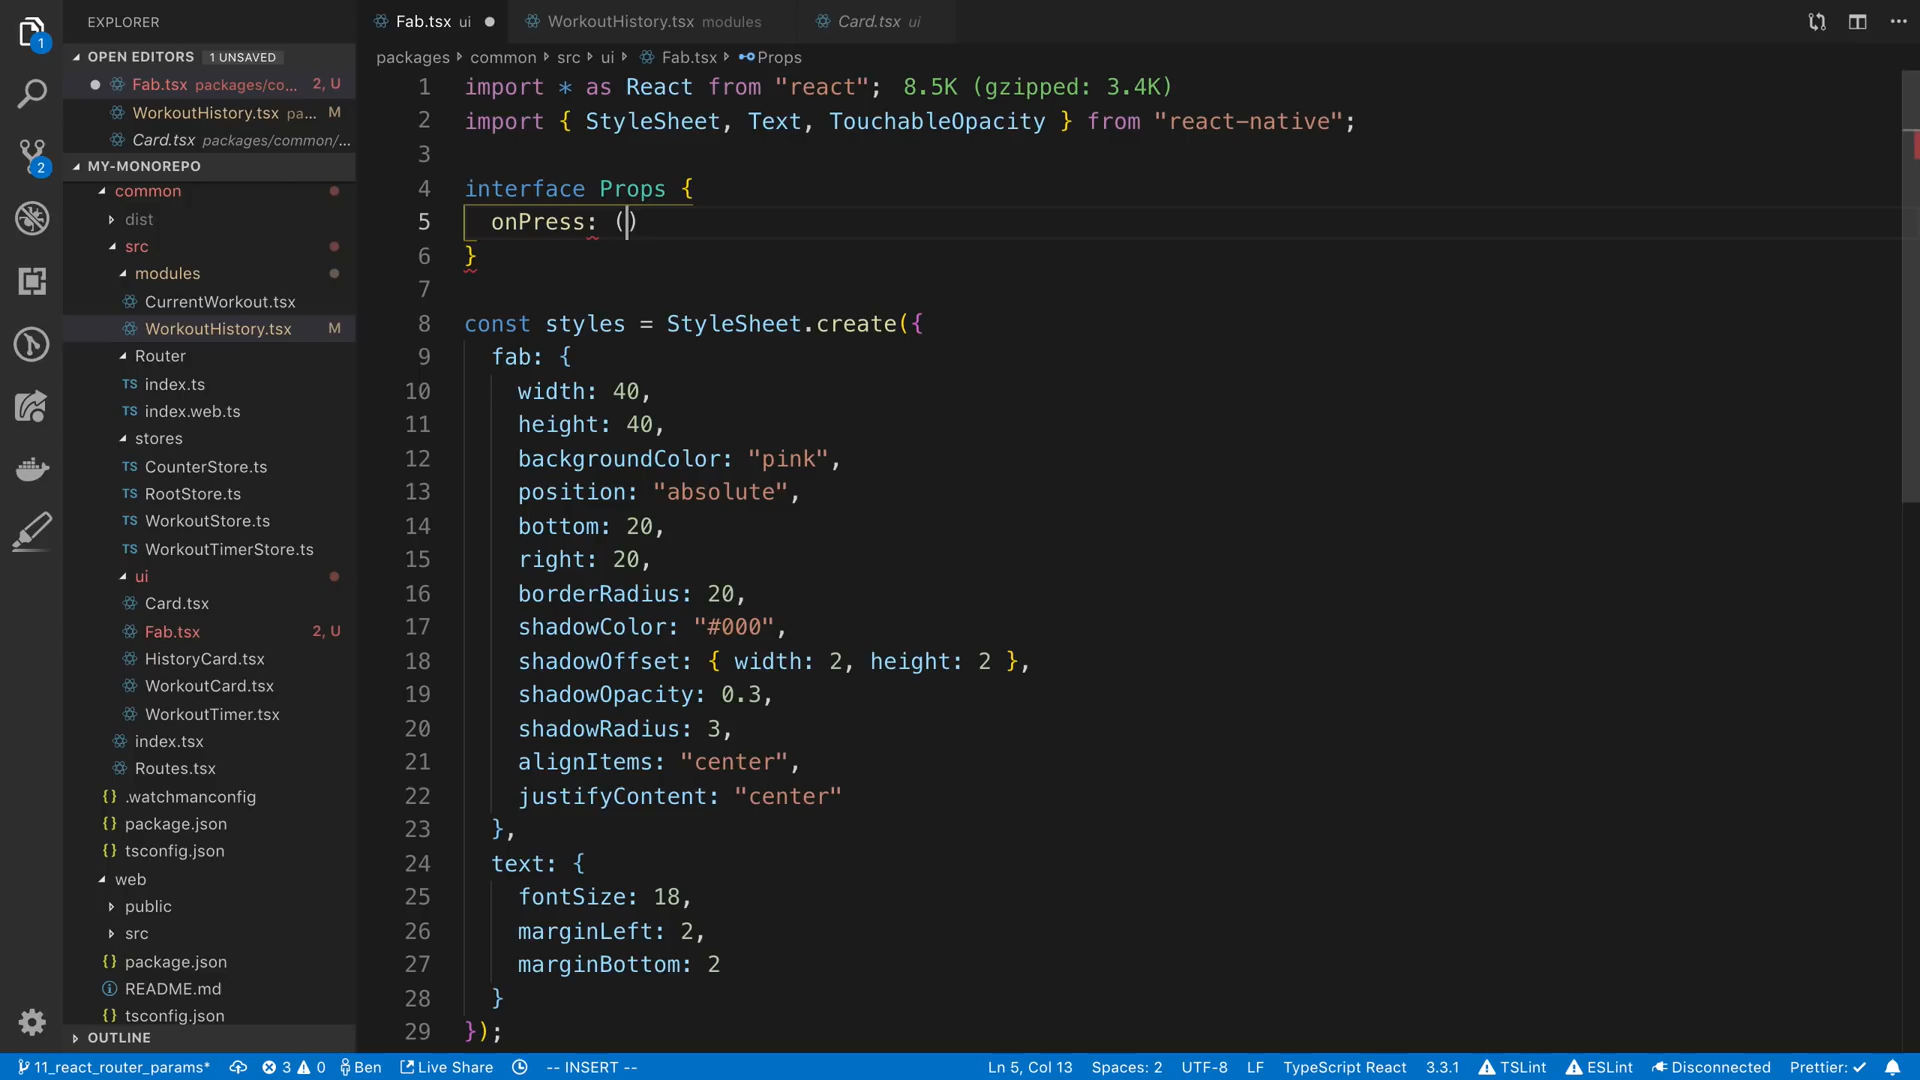 EXPLORER
OPEN EDITORS 1 UNSAVED
Fab.tsx packages/co... 2, U
WorkoutHistory.tsx pa... M
Card.tsx packages/common/...
MY-MONOREPO
common
dist
src
modules
CurrentWorkout.tsx
WorkoutHistory.tsx M
Router
TS index.ts
TS index.web.ts
stores
TS CounterStore.ts
TS RootStore.ts
TS WorkoutStore.ts
TS WorkoutTimerStore.ts
ui
Card.tsx
Fab.tsx 2, U
HistoryCard.tsx
WorkoutCard.tsx
WorkoutTimer.tsx
index.tsx
Routes.tsx
{} .watchmanconfig
{} package.json
{} tsconfig.json
web
public
src
{} package.json
README.md
{} tsconfig.json
OUTLINE
1
2
Fab.tsx ui
WorkoutHistory.tsx modules
Card.tsx ui
packages common src ui Fab.tsx Props
1 import * as React from "react"; 8.5K (gzipped: 3.4K)
2 import { StyleSheet, Text, TouchableOpacity } from "react-native";
3
4 interface Props {
5 onPress: ()
6 }
7
8 const styles = StyleSheet.create({
9 fab: {
10 width: 40,
11 height: 40,
12 backgroundColor: "pink",
13 position: "absolute",
14 bottom: 20,
15 right: 20,
16 borderRadius: 20,
17 shadowColor: "#000",
18 shadowOffset: { width: 2, height: 2 },
19 shadowOpacity: 0.3,
20 shadowRadius: 3,
21 alignItems: "center",
22 justifyContent: "center"
23 },
24 text: {
25 fontSize: 18,
26 marginLeft: 2,
27 marginBottom: 2
28 }
29 });
11_react_router_params* 3 0 Ben Live Share -- INSERT -- Ln 5, Col 13 Spaces: 2 UTF-8 LF TypeScript React 3.3.1 TSLint ESLint Disconnected Prettier: ✓